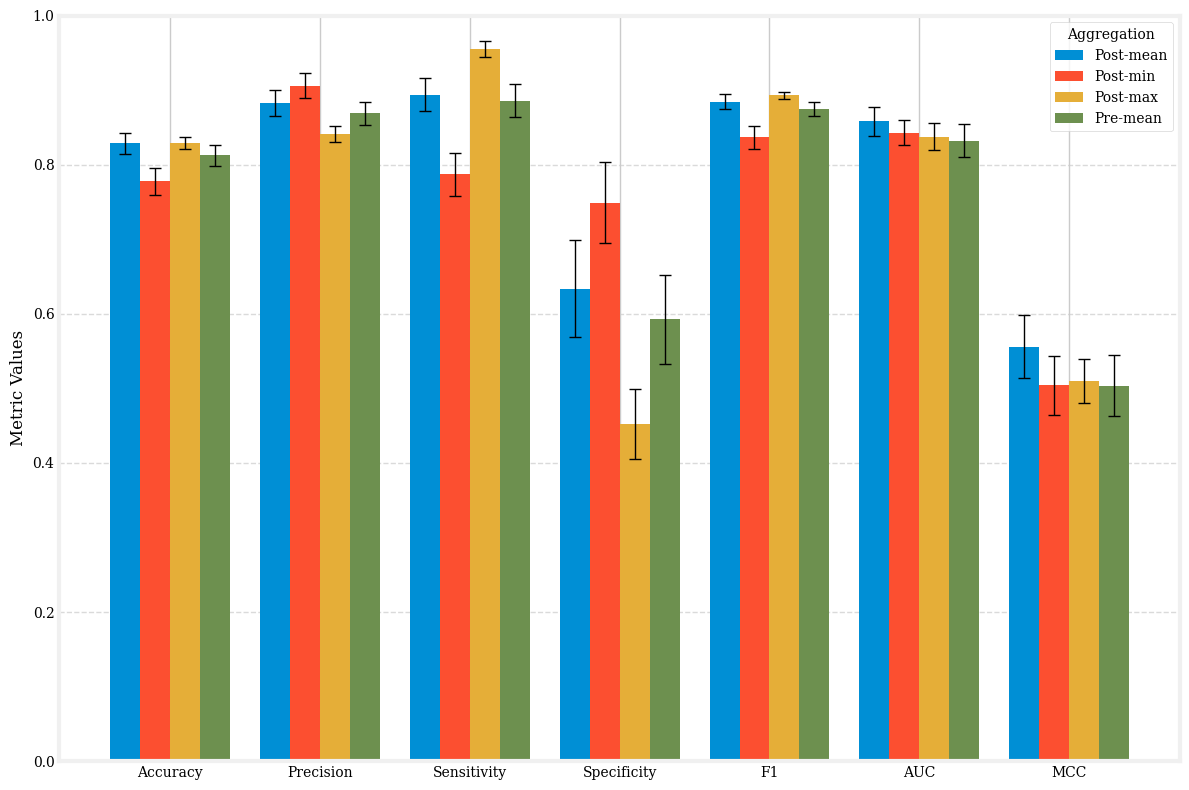 Metric Values
1.0
0.8
0.6
0.4
0.2
0.0
Accuracy
Precision
Sensitivity
Specificity
F1
AUC
MCC
Aggregation
Post-mean
Post-min
Post-max
Pre-mean